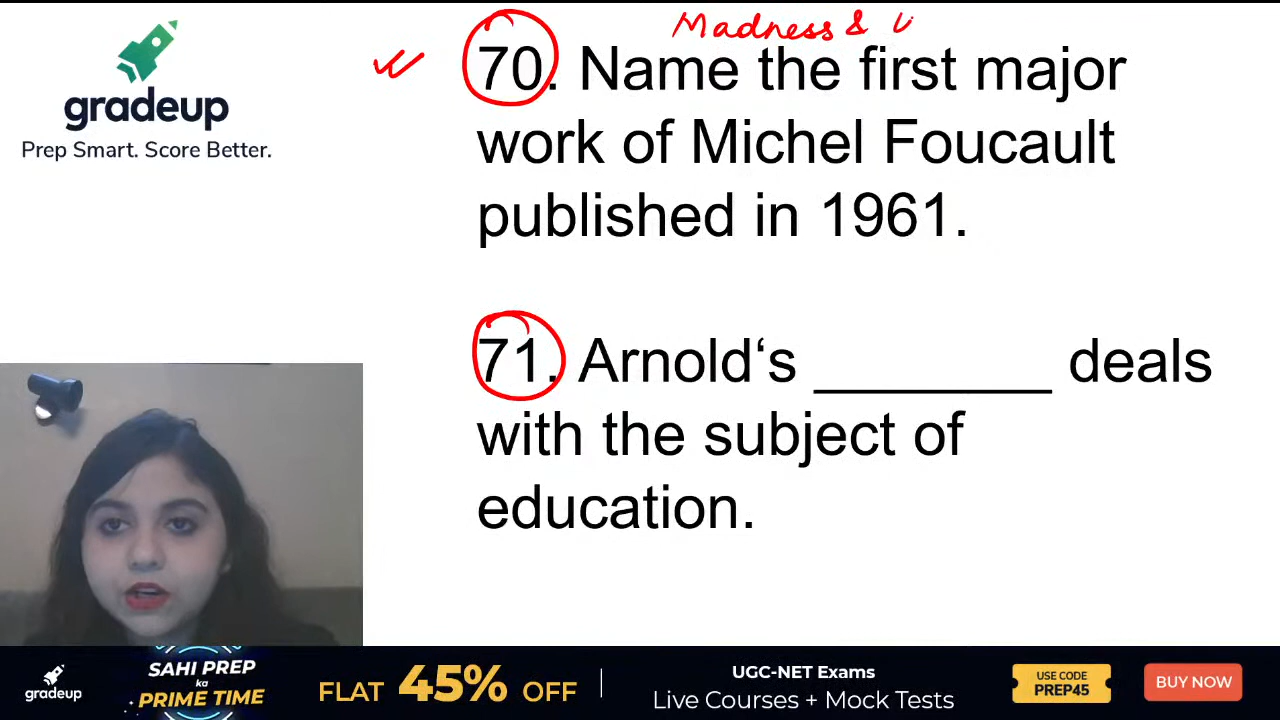 gradeup
Prep Smart. Score Better.
Madness &
70. Name the first major
work of Michel Foucault
published in 1961.
71. Arnold‘s _______ deals
with the subject of
education.
gradeup
SAHI PREP
ka
PRIME TIME
FLAT 45% OFF
UGC-NET Exams
Live Courses + Mock Tests
USE CODE
PREP45
BUY NOW